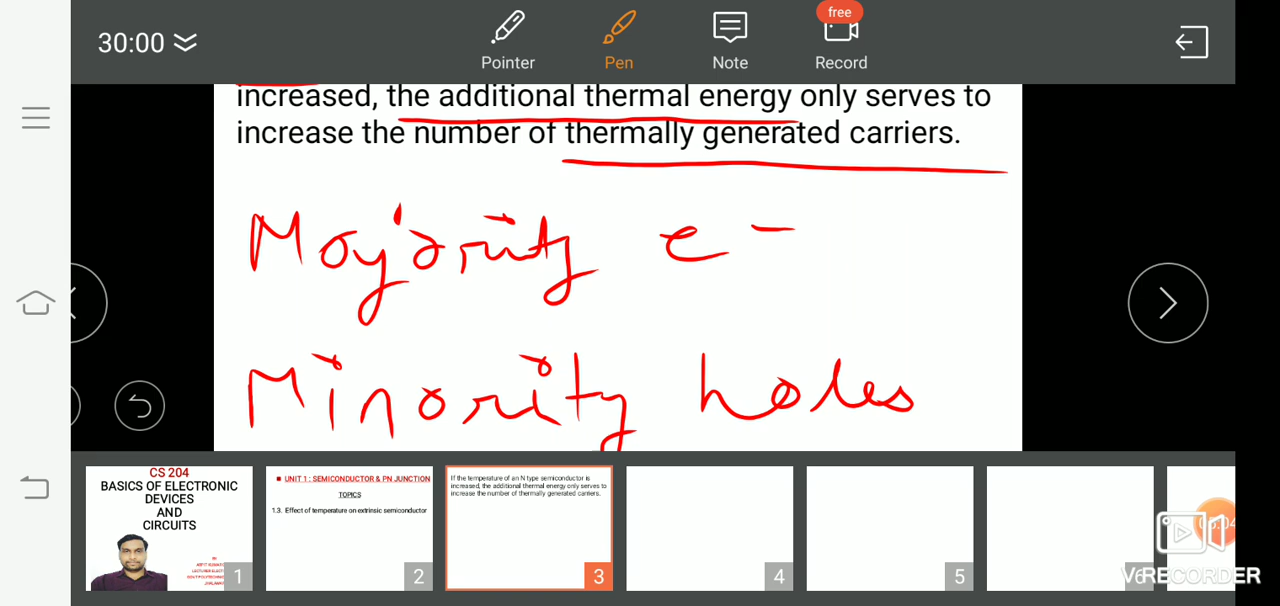 30:00
free
Pointer
Pen
Note
Record
increased, the additional thermal energy only serves to
increase the number of thermally generated carriers.
Majority e -
Minority holes
CS 204
BASICS OF ELECTRONIC
DEVICES
AND
CIRCUITS
1
UNIT 1 : SEMICONDUCTOR & PN JUNCTION
TOPICS
1.3. Effect of temperature on extrinsic semiconductor
2
If the temperature of an N type semiconductor is
increased, the additional thermal energy only serves to
increase the number of thermally generated carriers.
3
4
5
6
V RECORDER